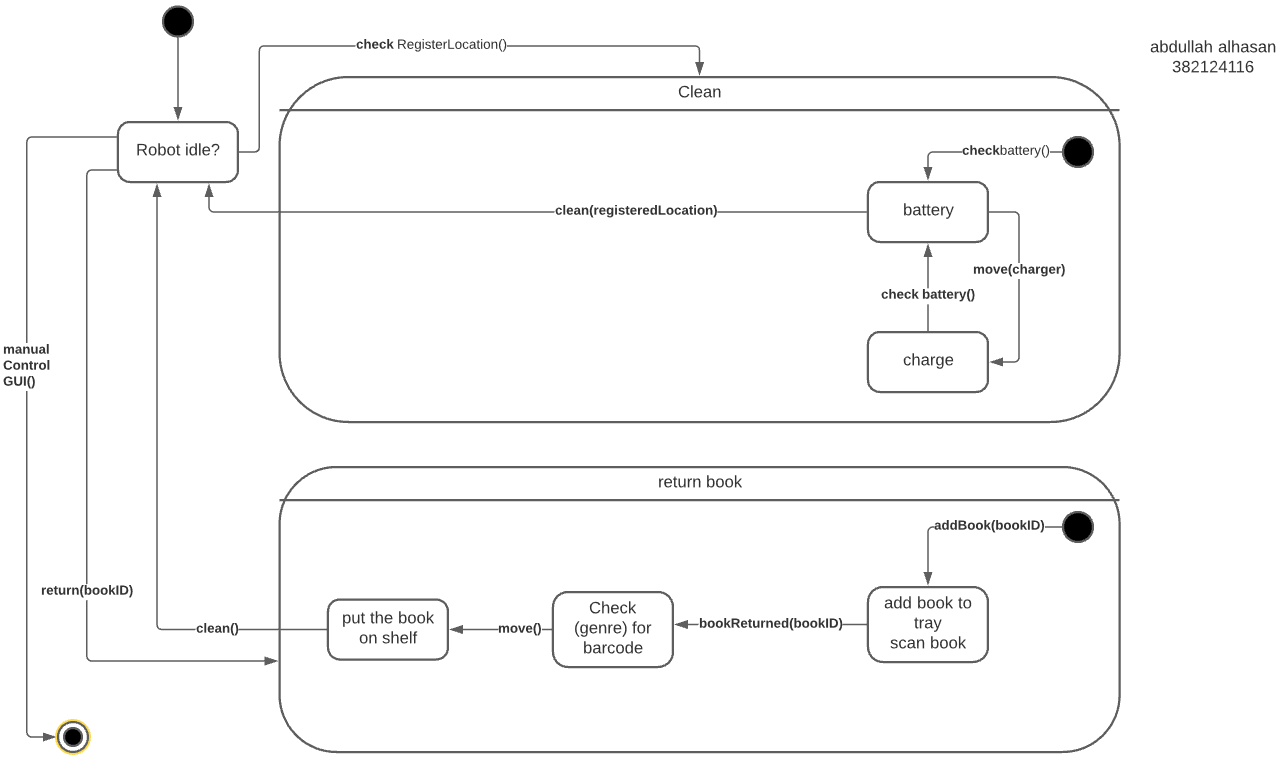 abdullah alhasan
382124116
check RegisterLocation()
Clean
Robot idle?
checkbattery()
battery
clean(registeredLocation)
move(charger)
check battery()
charge
manual
Control
GUI()
return book
addBook(bookID)
return(bookID)
add book to
tray
scan book
bookReturned(bookID)
Check
(genre) for
barcode
move()
put the book
on shelf
clean()